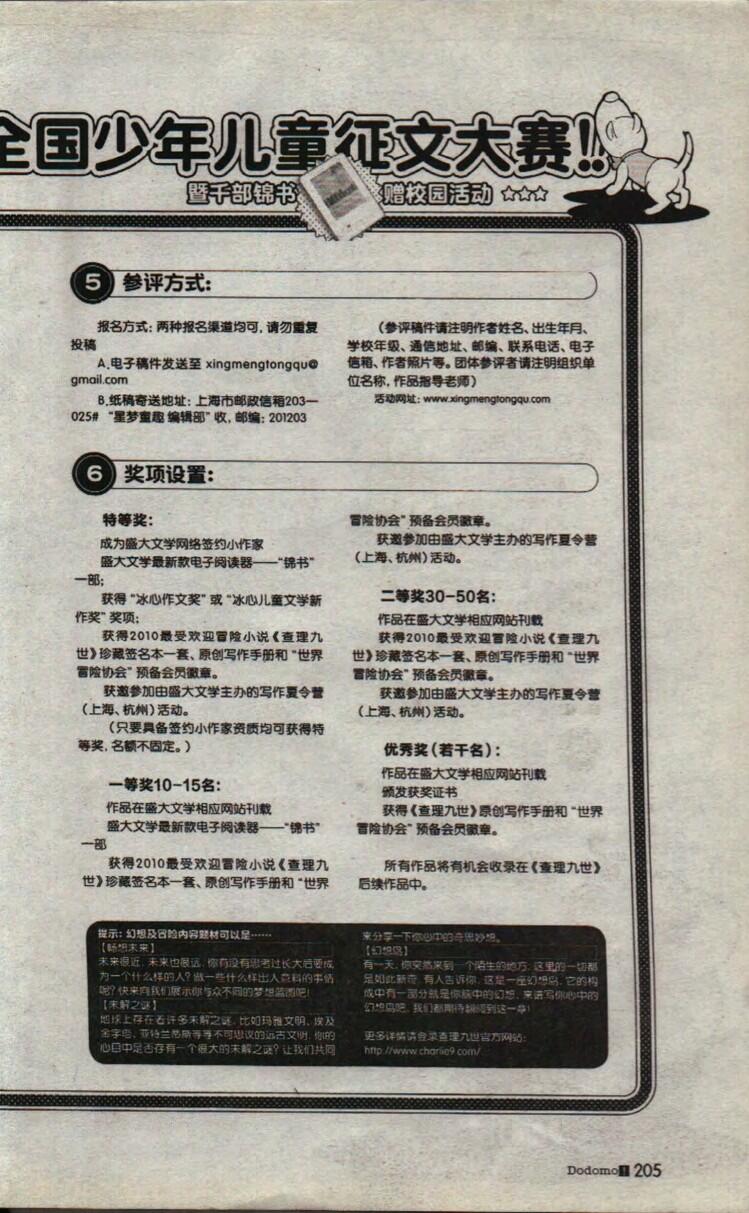 全国少年儿童征文大赛!!
暨千部锦书 赠校园活动 ☆☆☆
5 参评方式:
报名方式: 两种报名渠道均可, 请勿重复
投稿
A.电子稿件发送至 xingmengtongqu@
gmail.com
B.纸稿寄送地址: 上海市邮政信箱203—
025# “星梦童趣 编辑部”收, 邮编: 201203
(参评稿件请注明作者姓名、出生年月、
学校年级、通信地址、邮编、联系电话、电子
信箱、作者照片等。团体参评者请注明组织单
位名称, 作品指导老师)
活动网址: www.xingmengtongqu.com
6 奖项设置:
特等奖:
成为盛大文学网络签约小作家
盛大文学最新款电子阅读器——“锦书”
一部;
获得“冰心作文奖”或“冰心儿童文学新
作奖”奖项;
获得2010最受欢迎冒险小说《查理九
世》珍藏签名本一套、原创写作手册和“世界
冒险协会”预备会员徽章。
获邀参加由盛大文学主办的写作夏令营
(上海、杭州)活动。
(只要具备签约小作家资质均可获得特
等奖, 名额不固定。)
一等奖10-15名:
作品在盛大文学相应网站刊载
盛大文学最新款电子阅读器——“锦书”
一部
获得2010最受欢迎冒险小说《查理九
世》珍藏签名本一套、原创写作手册和“世界
冒险协会”预备会员徽章。
获邀参加由盛大文学主办的写作夏令营
(上海、杭州)活动。
二等奖30-50名:
作品在盛大文学相应网站刊载
获得2010最受欢迎冒险小说《查理九
世》珍藏签名本一套、原创写作手册和“世界
冒险协会”预备会员徽章。
获邀参加由盛大文学主办的写作夏令营
(上海、杭州)活动。
优秀奖(若干名):
作品在盛大文学相应网站刊载
颁发获奖证书
获得《查理九世》原创写作手册和“世界
冒险协会”预备会员徽章。
所有作品将有机会收录在《查理九世》
后续作品中。
提示: 幻想及冒险内容题材可以是……
【畅想未来】
未来很近, 未来也很远, 你有没有思考过长大后要成
为一个什么样的人? 做一些什么样出人意料的事情
呢? 快来向我们展示你与众不同的梦想蓝图吧!
【未解之谜】
地球上存在着许多未解之谜, 比如玛雅文明、埃及
金字塔、亚特兰蒂斯等等不可思议的远古文明, 你的
心目中是否存有一个很大的未解之谜? 让我们共同
来分享一下你心中的奇思妙想。
【幻想岛】
有一天, 你突然来到一个陌生的地方, 这里的一切都
是如此新奇, 有人告诉你, 这是一座幻想岛, 它的构
成中有一部分就是你脑中的幻想, 来谱写你心中的
幻想岛吧, 我们都期待翻阅到这一章!
更多详情请登录查理九世官方网站:
http://www.charlie9.com/
Dodomo! 205